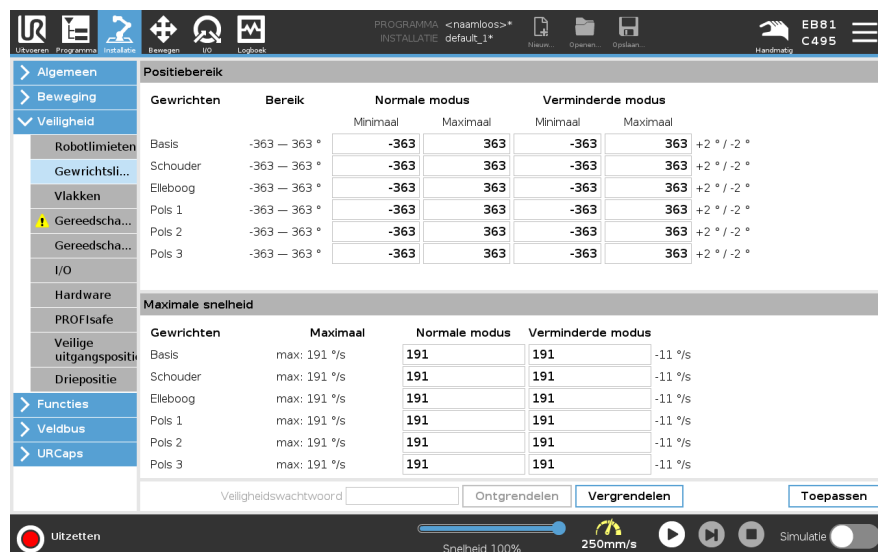 PROGRAMMA <naamloos>*
INSTALLATIE default_1*
Uitvoeren Programma Installatie Bewegen I/O Logboek
Nieuw... Openen... Opslaan...
Handmatig
EB81
C495
Algemeen
Beweging
Veiligheid
Robotlimieten
Gewrichtsli...
Vlakken
Gereedscha...
Gereedscha...
I/O
Hardware
PROFIsafe
Veilige
uitgangspositi
Driepositie
Functies
Veldbus
URCaps
Positiebereik
Gewrichten Bereik Normale modus Verminderde modus
Minimaal Maximaal Minimaal Maximaal
Basis -363 — 363 ° -363 363 -363 363 +2 ° / -2 °
Schouder -363 — 363 ° -363 363 -363 363 +2 ° / -2 °
Elleboog -363 — 363 ° -363 363 -363 363 +2 ° / -2 °
Pols 1 -363 — 363 ° -363 363 -363 363 +2 ° / -2 °
Pols 2 -363 — 363 ° -363 363 -363 363 +2 ° / -2 °
Pols 3 -363 — 363 ° -363 363 -363 363 +2 ° / -2 °
Maximale snelheid
Gewrichten Maximaal Normale modus Verminderde modus
Basis max: 191 °/s 191 191 -11 °/s
Schouder max: 191 °/s 191 191 -11 °/s
Elleboog max: 191 °/s 191 191 -11 °/s
Pols 1 max: 191 °/s 191 191 -11 °/s
Pols 2 max: 191 °/s 191 191 -11 °/s
Pols 3 max: 191 °/s 191 191 -11 °/s
Veiligheidswachtwoord Ontgrendelen Vergrendelen Toepassen
Uitzetten
Snelheid 100%
250mm/s
Simulatie